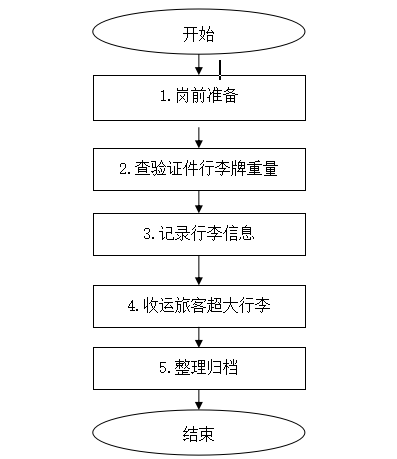 开始
1.岗前准备
2.查验证件行李牌重量
3.记录行李信息
4.收运旅客超大行李
5.整理归档
结束